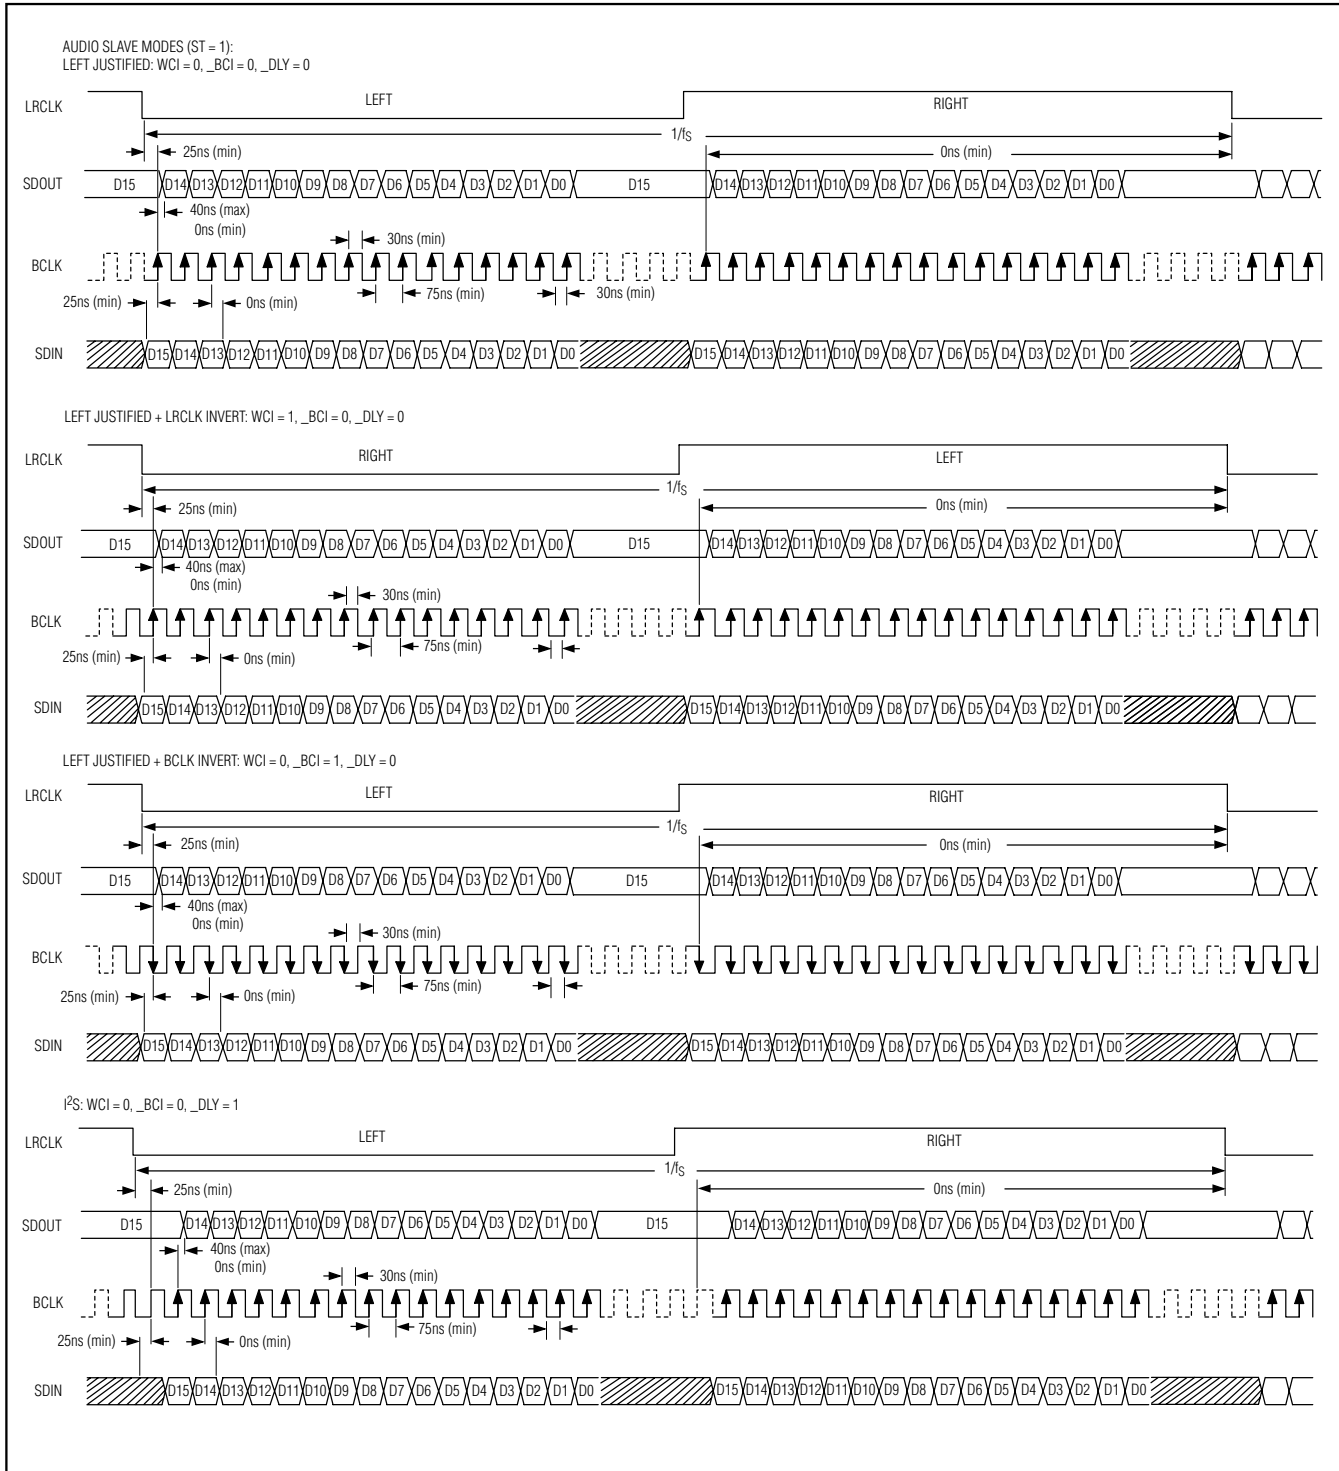 AUDIO SLAVE MODES (ST = 1):
LEFT JUSTIFIED: WCI = 0, _BCI = 0, _DLY = 0
LRCLK LEFT RIGHT
1/fS
25ns (min) 0ns (min)
SDOUT D15 D14 D13 D12 D11 D10 D9 D8 D7 D6 D5 D4 D3 D2 D1 D0 D15 D14 D13 D12 D11 D10 D9 D8 D7 D6 D5 D4 D3 D2 D1 D0
40ns (max)
0ns (min) 30ns (min)
BCLK
25ns (min) 0ns (min) 75ns (min) 30ns (min)
SDIN D15 D14 D13 D12 D11 D10 D9 D8 D7 D6 D5 D4 D3 D2 D1 D0 D15 D14 D13 D12 D11 D10 D9 D8 D7 D6 D5 D4 D3 D2 D1 D0
LEFT JUSTIFIED + LRCLK INVERT: WCI = 1, _BCI = 0, _DLY = 0
LRCLK RIGHT LEFT
1/fS
25ns (min) 0ns (min)
SDOUT D15 D14 D13 D12 D11 D10 D9 D8 D7 D6 D5 D4 D3 D2 D1 D0 D15 D14 D13 D12 D11 D10 D9 D8 D7 D6 D5 D4 D3 D2 D1 D0
40ns (max)
0ns (min) 30ns (min)
BCLK
25ns (min) 0ns (min) 75ns (min)
SDIN D15 D14 D13 D12 D11 D10 D9 D8 D7 D6 D5 D4 D3 D2 D1 D0 D15 D14 D13 D12 D11 D10 D9 D8 D7 D6 D5 D4 D3 D2 D1 D0
LEFT JUSTIFIED + BCLK INVERT: WCI = 0, _BCI = 1, _DLY = 0
LRCLK LEFT RIGHT
1/fS
25ns (min) 0ns (min)
SDOUT D15 D14 D13 D12 D11 D10 D9 D8 D7 D6 D5 D4 D3 D2 D1 D0 D15 D14 D13 D12 D11 D10 D9 D8 D7 D6 D5 D4 D3 D2 D1 D0
40ns (max)
0ns (min) 30ns (min)
BCLK
25ns (min) 0ns (min) 75ns (min)
SDIN D15 D14 D13 D12 D11 D10 D9 D8 D7 D6 D5 D4 D3 D2 D1 D0 D15 D14 D13 D12 D11 D10 D9 D8 D7 D6 D5 D4 D3 D2 D1 D0
I²S: WCI = 0, _BCI = 0, _DLY = 1
LRCLK LEFT RIGHT
1/fS
25ns (min) 0ns (min)
SDOUT D15 D14 D13 D12 D11 D10 D9 D8 D7 D6 D5 D4 D3 D2 D1 D0 D15 D14 D13 D12 D11 D10 D9 D8 D7 D6 D5 D4 D3 D2 D1 D0
40ns (max)
0ns (min) 30ns (min)
BCLK
25ns (min) 0ns (min) 75ns (min)
SDIN D15 D14 D13 D12 D11 D10 D9 D8 D7 D6 D5 D4 D3 D2 D1 D0 D15 D14 D13 D12 D11 D10 D9 D8 D7 D6 D5 D4 D3 D2 D1 D0